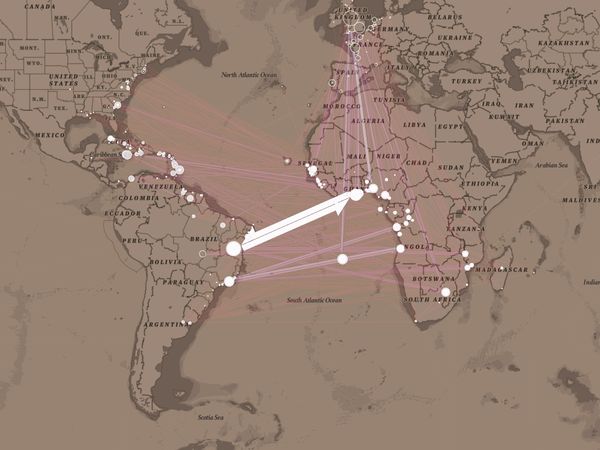 CANADA
N.L.
UNITED
KINGDOM
BELARUS
GERMANY
UKRAINE
ONT.
QUE.
MONT.
N.D.
WYO.
FRANCE
ROMANIA
KAZAKHSTAN
ITALY
SPAIN
UZBEKISTAN
UNITED
STATES
North Atlantic Ocean
TURKEY
N.M.
TEX.
MOROCCO
TUNISIA
IRAQ
IRAN
ALGERIA
KUWAIT
PAKISTAN
MEXICO
LIBYA
EGYPT
OMAN
Caribbean
SENEGAL
MALI
NIGER
CHAD
SUDAN
YEMEN
Arabian Sea
VENEZUELA
ETHIOPIA
COLOMBIA
MALDIVES
ECUADOR
KENYA
PERU
BRAZIL
TANZANIA
ANGOLA
BOLIVIA
MADAGASCAR
PARAGUAY
BOTSWANA
South Atlantic Ocean
SOUTH AFRICA
ARGENTINA
Scotia Sea